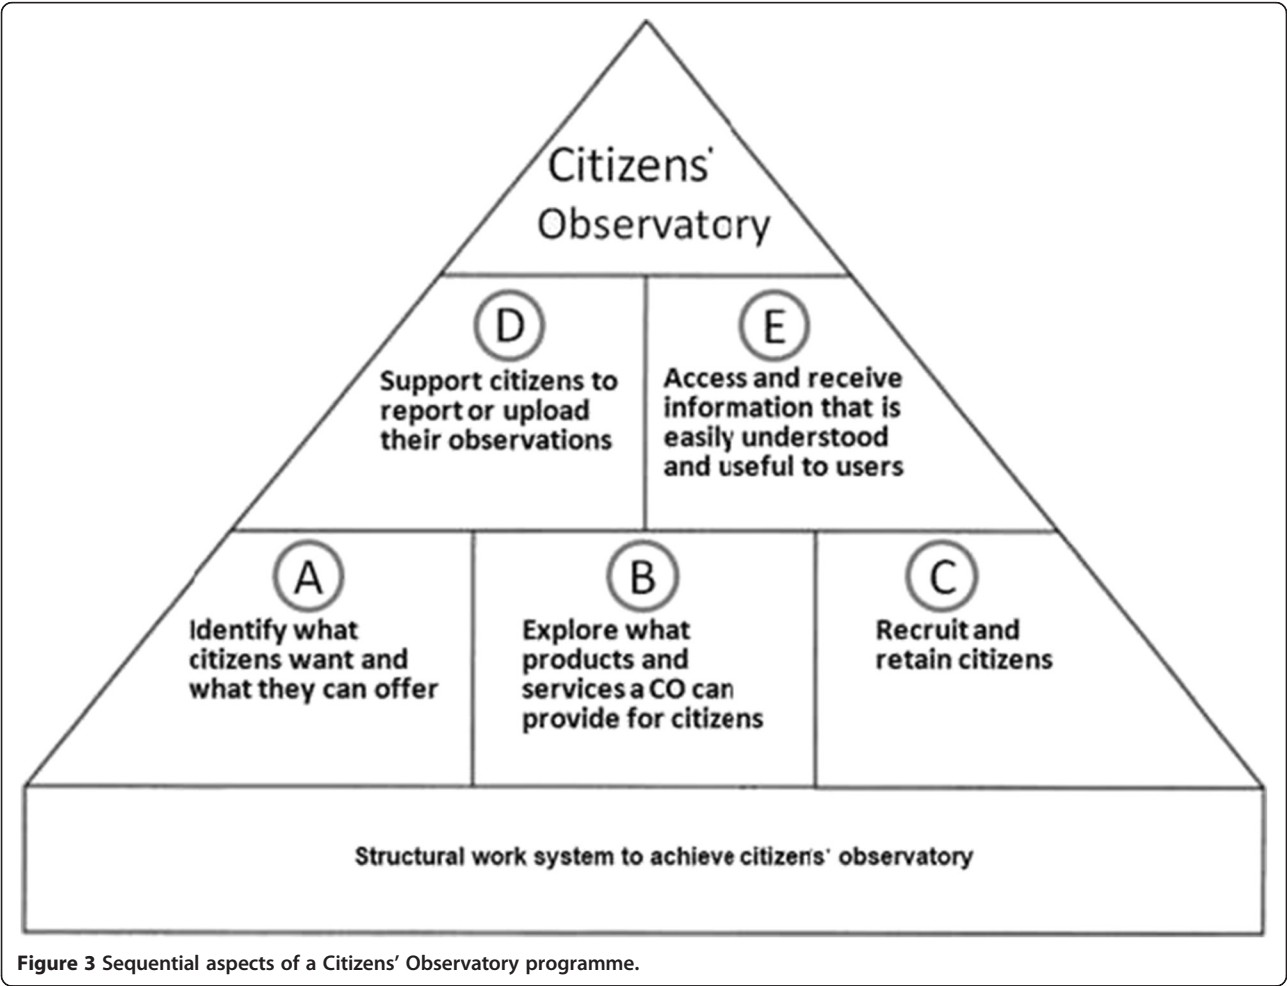 Citizens'
Observatory
D
Support citizens to
report or upload
their observations
E
Access and receive
information that is
easily understood
and useful to users
A
Identify what
citizens want and
what they can offer
B
Explore what
products and
services a CO can
provide for citizens
C
Recruit and
retain citizens
Structural work system to achieve citizens' observatory
Figure 3 Sequential aspects of a Citizens’ Observatory programme.